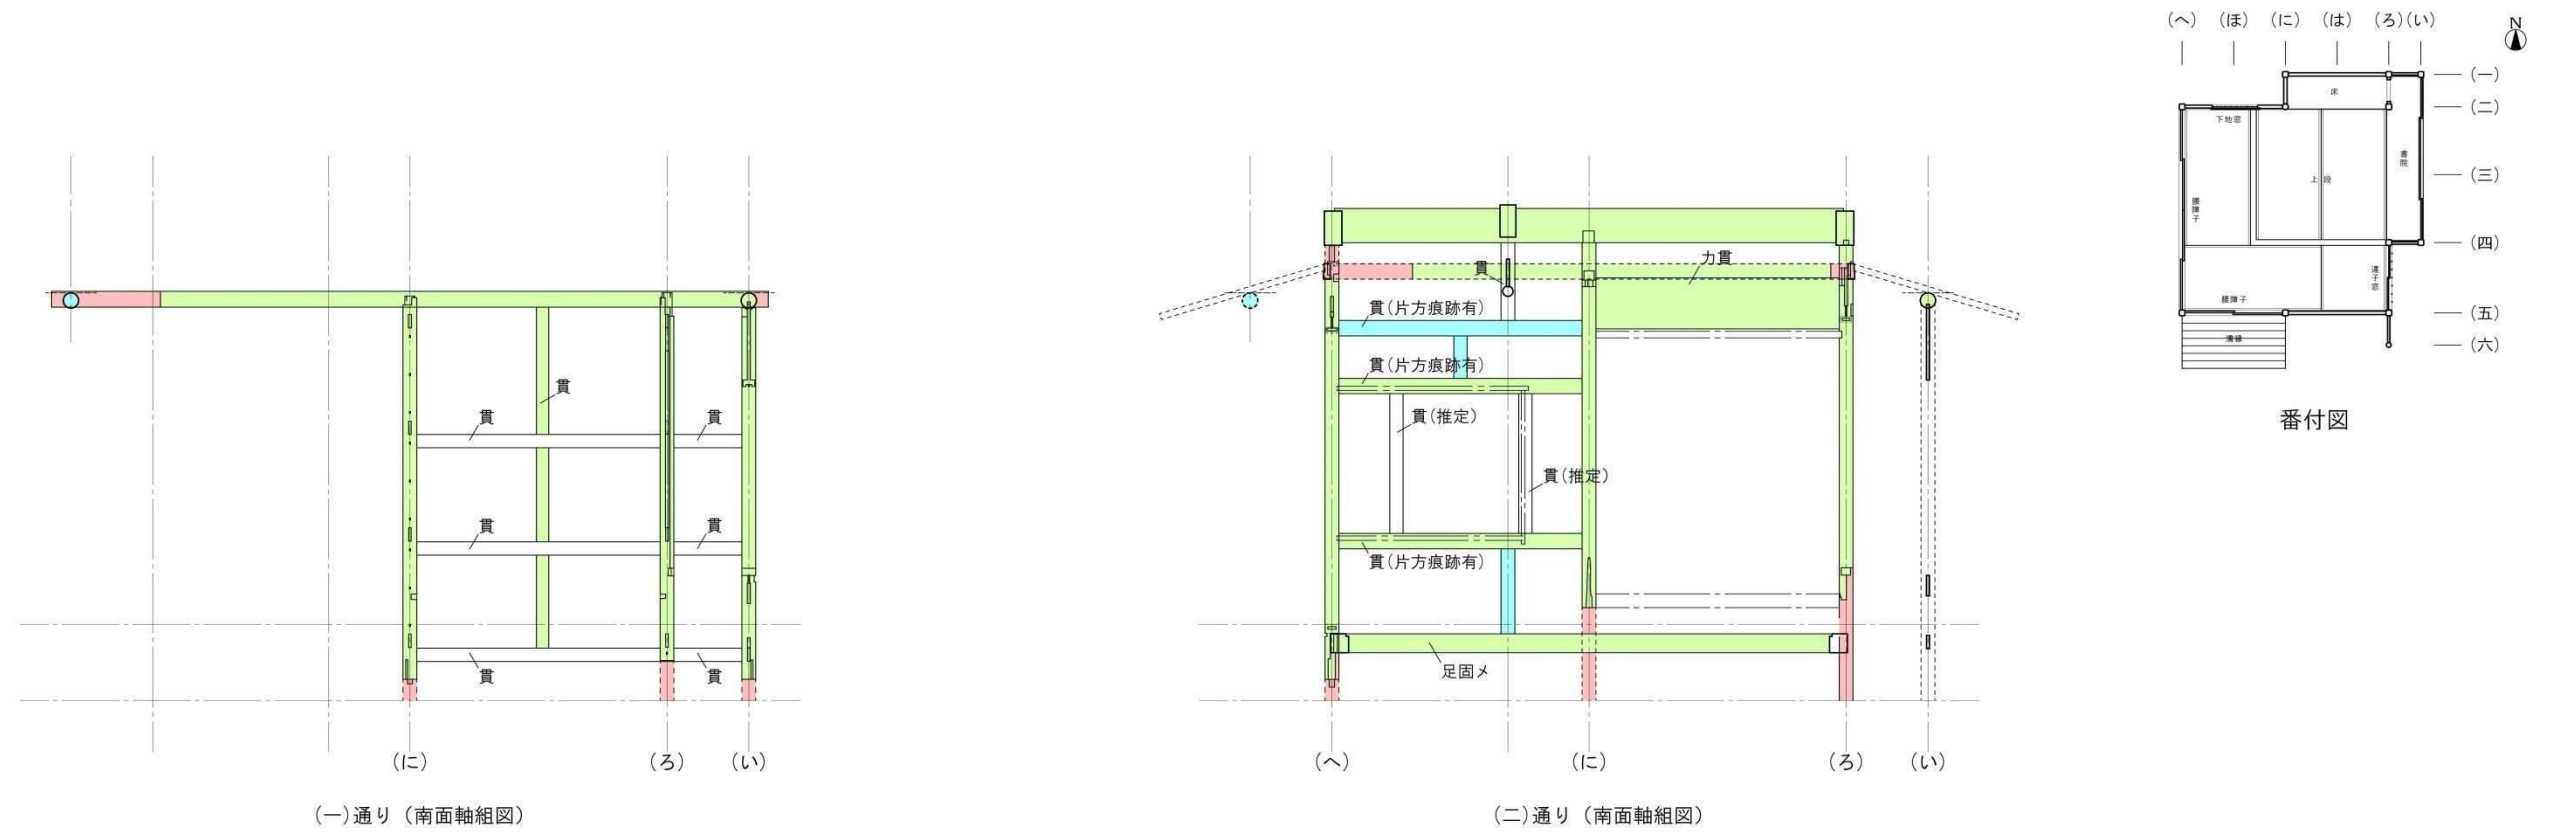 貫
貫
貫
貫
貫
貫
貫
(に)
(ろ)
(い)
(一)通り（南面軸組図）
貫
力貫
貫(片方痕跡有)
貫(片方痕跡有)
貫(推定)
貫(推定)
貫(片方痕跡有)
足固メ
(へ)
(に)
(ろ)
(い)
(二)通り（南面軸組図）
(へ)
(ほ)
(に)
(は)
(ろ)
(い)
N
(一)
(二)
(三)
(四)
(五)
(六)
床
下地窓
書院
上段
腰障子
連子窓
腰障子
濡縁
番付図